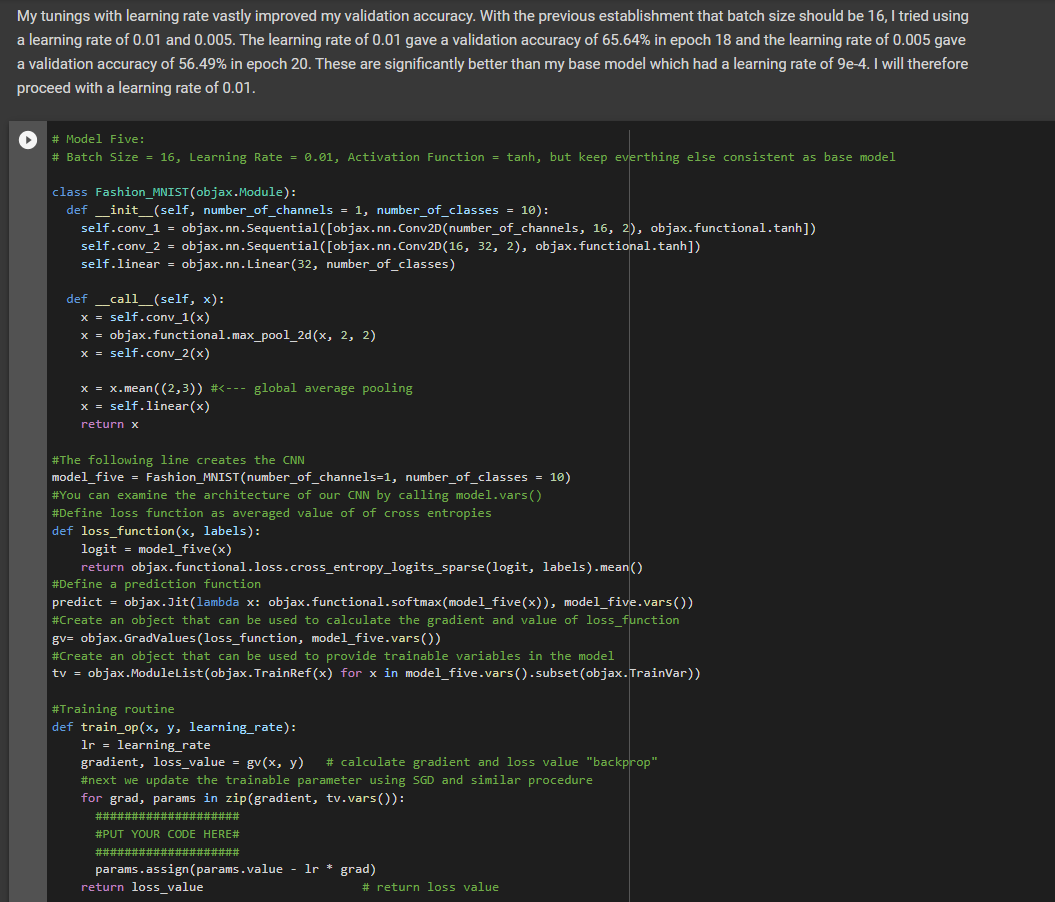 My tunings with learning rate vastly improved my validation accuracy. With the previous establishment that batch size should be 16, I tried using
a learning rate of 0.01 and 0.005. The learning rate of 0.01 gave a validation accuracy of 65.64% in epoch 18 and the learning rate of 0.005 gave
a validation accuracy of 56.49% in epoch 20. These are significantly better than my base model which had a learning rate of 9e-4. I will therefore
proceed with a learning rate of 0.01.
# Model Five:
# Batch Size = 16, Learning Rate = 0.01, Activation Function = tanh, but keep everthing else consistent as base model
class Fashion_MNIST(objax.Module):
  def __init__(self, number_of_channels = 1, number_of_classes = 10):
    self.conv_1 = objax.nn.Sequential([objax.nn.Conv2D(number_of_channels, 16, 2), objax.functional.tanh])
    self.conv_2 = objax.nn.Sequential([objax.nn.Conv2D(16, 32, 2), objax.functional.tanh])
    self.linear = objax.nn.Linear(32, number_of_classes)
  def __call__(self, x):
    x = self.conv_1(x)
    x = objax.functional.max_pool_2d(x, 2, 2)
    x = self.conv_2(x)
    x = x.mean((2,3)) #<--- global average pooling
    x = self.linear(x)
    return x
#The following line creates the CNN
model_five = Fashion_MNIST(number_of_channels=1, number_of_classes = 10)
#You can examine the architecture of our CNN by calling model.vars()
#Define loss function as averaged value of of cross entropies
def loss_function(x, labels):
    logit = model_five(x)
    return objax.functional.loss.cross_entropy_logits_sparse(logit, labels).mean()
#Define a prediction function
predict = objax.Jit(lambda x: objax.functional.softmax(model_five(x)), model_five.vars())
#Create an object that can be used to calculate the gradient and value of loss_function
gv= objax.GradValues(loss_function, model_five.vars())
#Create an object that can be used to provide trainable variables in the model
tv = objax.ModuleList(objax.TrainRef(x) for x in model_five.vars().subset(objax.TrainVar))
#Training routine
def train_op(x, y, learning_rate):
    lr = learning_rate
    gradient, loss_value = gv(x, y)   # calculate gradient and loss value "backprop"
    #next we update the trainable parameter using SGD and similar procedure
    for grad, params in zip(gradient, tv.vars()):
      ####################
      #PUT YOUR CODE HERE#
      ####################
      params.assign(params.value - lr * grad)
    return loss_value                      # return loss value